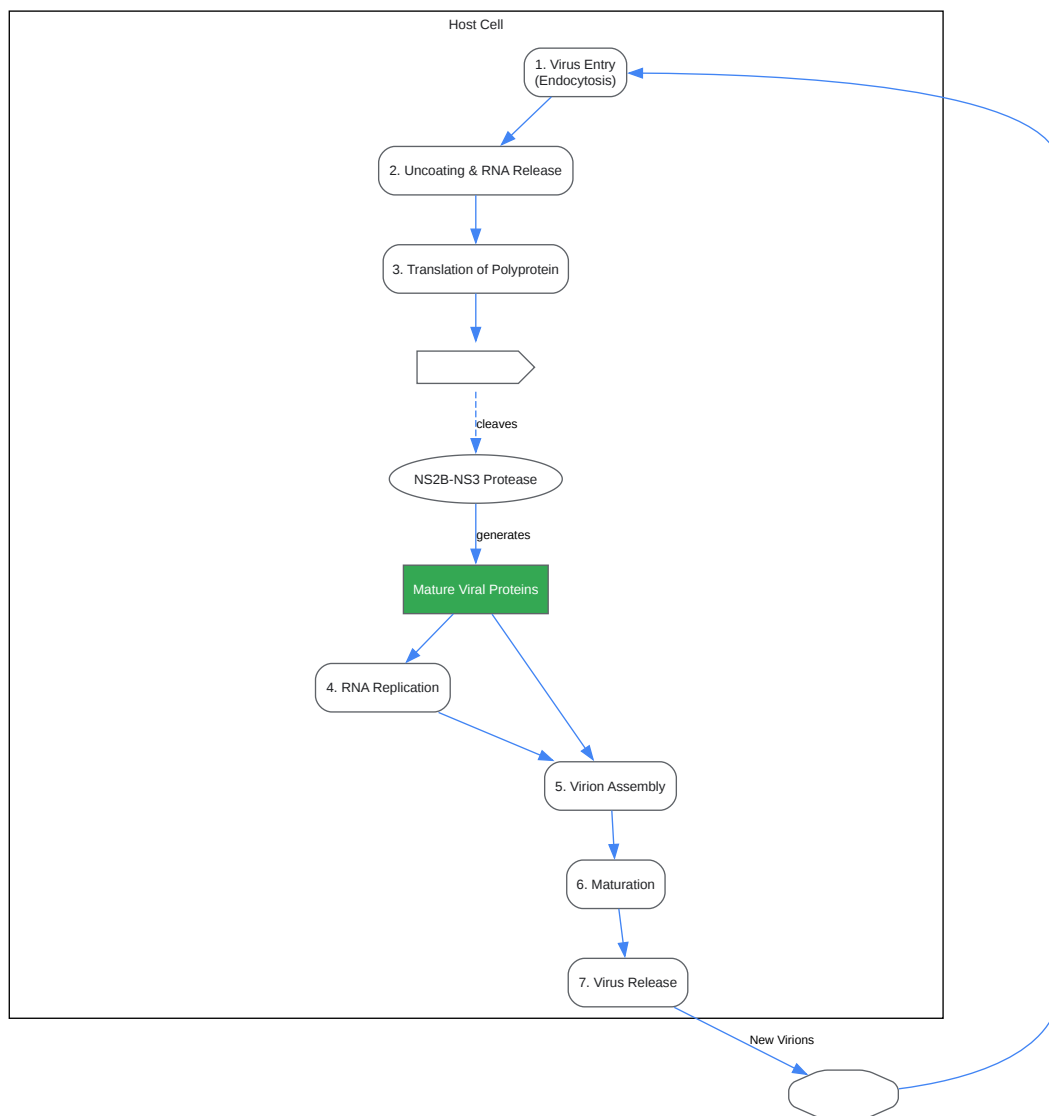 Host Cell
1. Virus Entry
(Endocytosis)
2. Uncoating & RNA Release
3. Translation of Polyprotein
cleaves
NS2B-NS3 Protease
generates
Mature Viral Proteins
4. RNA Replication
5. Virion Assembly
6. Maturation
7. Virus Release
New Virions